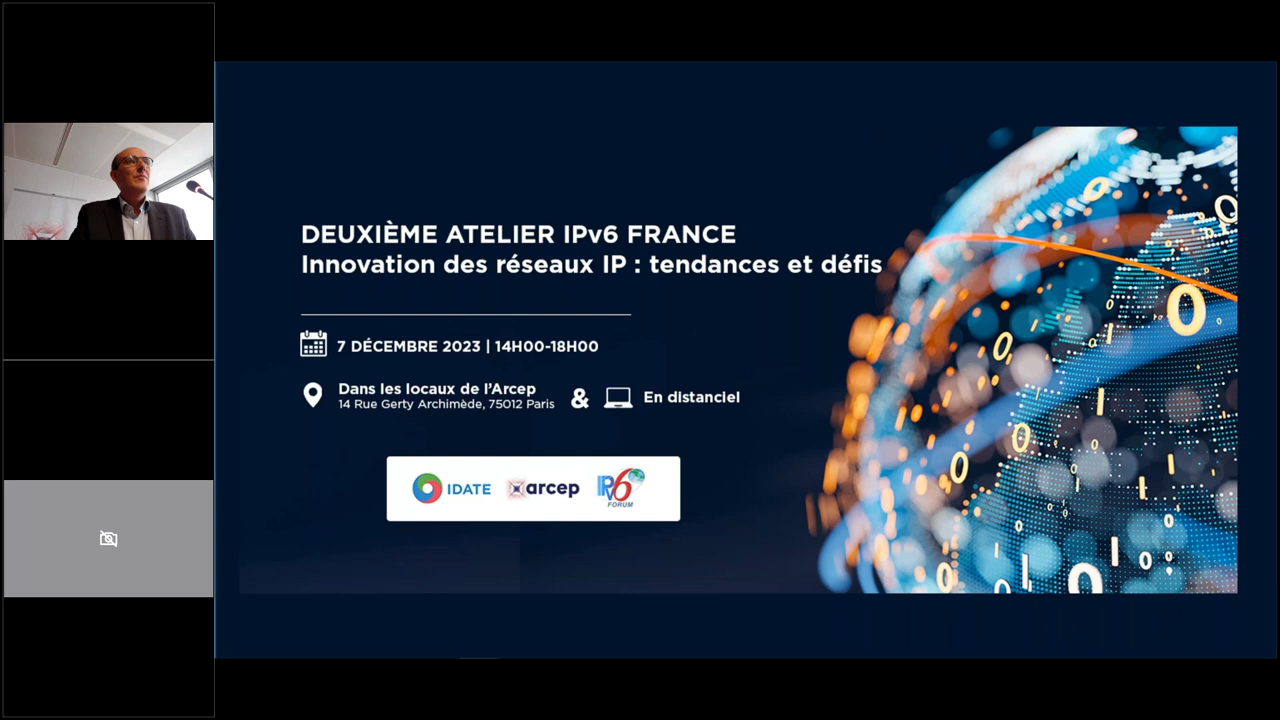 DEUXIÈME ATELIER IPv6 FRANCE
Innovation des réseaux IP : tendances et défis
7 DÉCEMBRE 2023 | 14H00-18H00
Dans les locaux de l’Arcep
14 Rue Gerty Archimède, 75012 Paris
&
En distanciel
IDATE
arcep
IPv6
FORUM